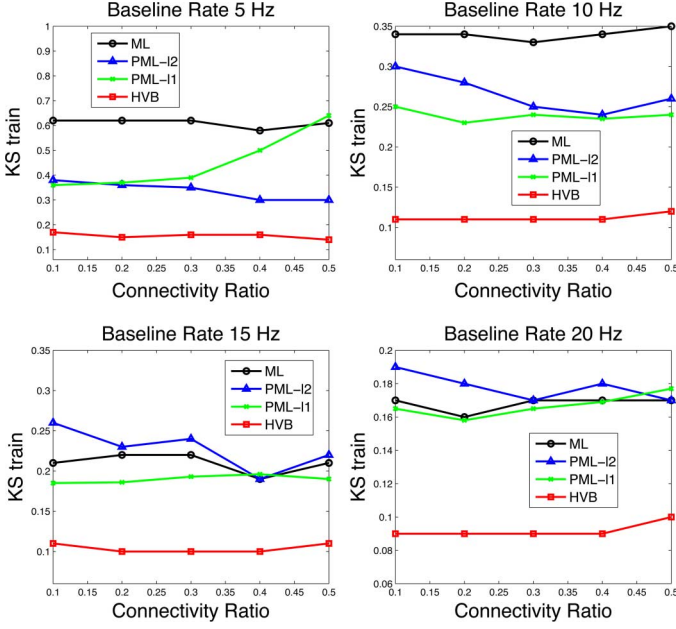 Baseline Rate 5 Hz
KS train
1
0.9
0.8
0.7
0.6
0.5
0.4
0.3
0.2
0.1
ML
PML-l2
PML-l1
HVB
0.1 0.15 0.2 0.25 0.3 0.35 0.4 0.45 0.5
Connectivity Ratio
Baseline Rate 10 Hz
KS train
0.35
0.3
0.25
0.2
0.15
0.1
ML
PML-l2
PML-l1
HVB
0.1 0.15 0.2 0.25 0.3 0.35 0.4 0.45 0.5
Connectivity Ratio
Baseline Rate 15 Hz
KS train
0.35
0.3
0.25
0.2
0.15
0.1
ML
PML-l2
PML-l1
HVB
0.1 0.15 0.2 0.25 0.3 0.35 0.4 0.45 0.5
Connectivity Ratio
Baseline Rate 20 Hz
KS train
0.2
0.18
0.16
0.14
0.12
0.1
0.08
0.06
ML
PML-l2
PML-l1
HVB
0.1 0.15 0.2 0.25 0.3 0.35 0.4 0.45 0.5
Connectivity Ratio